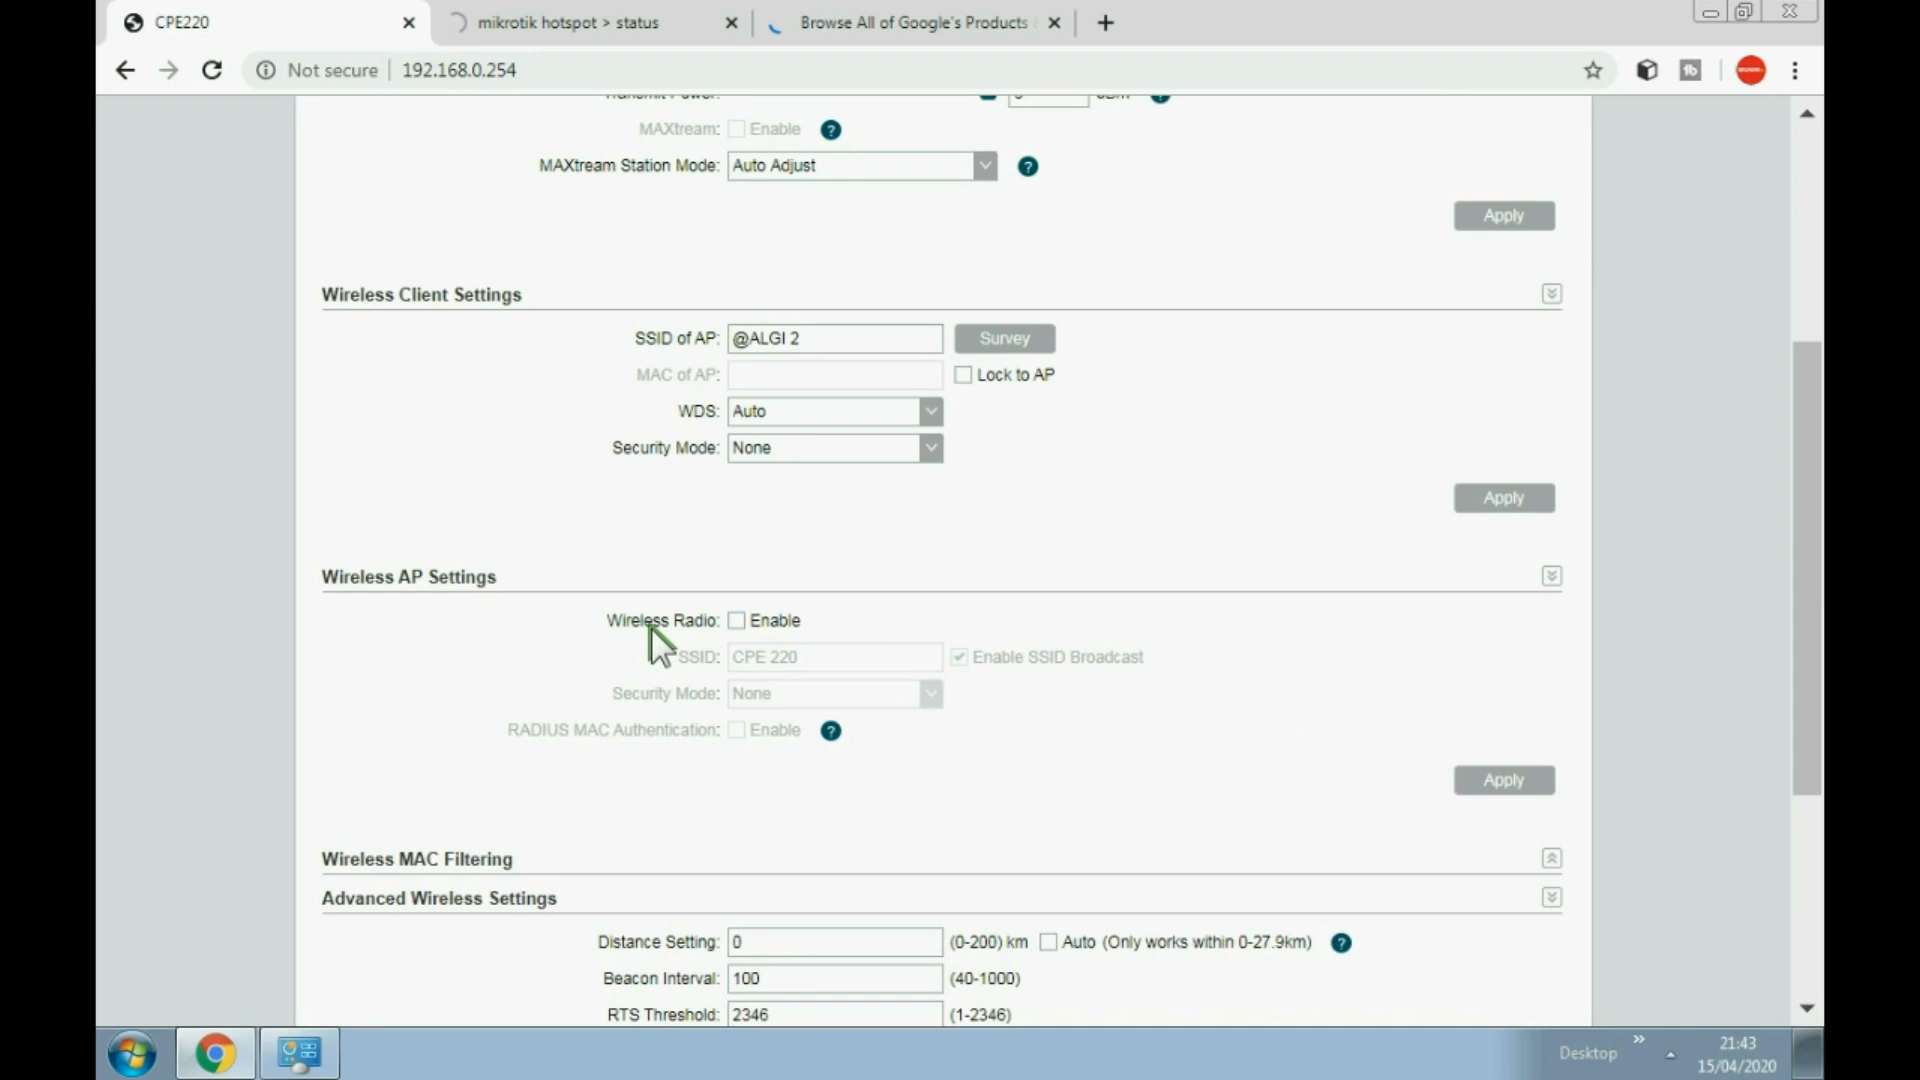 CPE220
mikrotik hotspot > status
Browse All of Google's Products
Not secure 192.168.0.254
Transmit Power: dBm
MAXtream: Enable
MAXtream Station Mode: Auto Adjust
Apply
Wireless Client Settings
SSID of AP: @ALGI 2 Survey
MAC of AP: Lock to AP
WDS: Auto
Security Mode: None
Apply
Wireless AP Settings
Wireless Radio: Enable
SSID: CPE 220 Enable SSID Broadcast
Security Mode: None
RADIUS MAC Authentication: Enable ?
Apply
Wireless MAC Filtering
Advanced Wireless Settings
Distance Setting: 0 (0-200) km Auto (Only works within 0-27.9km) ?
Beacon Interval: 100 (40-1000)
RTS Threshold: 2346 (1-2346)
Desktop » 21:43
15/04/2020